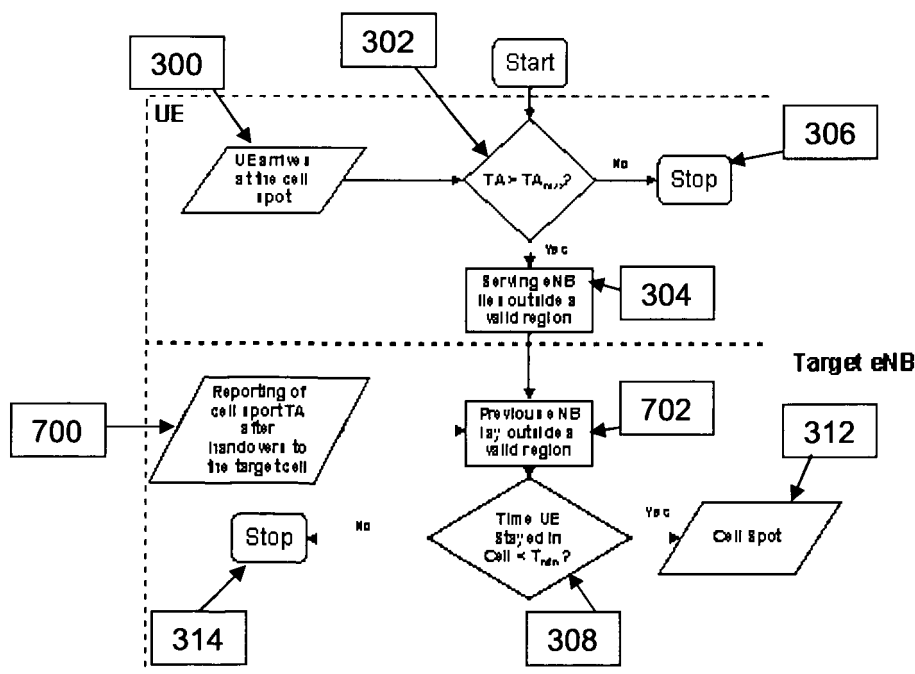 300
302
Start
UE
306
UE arrives
at the cell
spot
TA > TA
?
No
Stop
Yes
Serving eNB
lies outside a
valid region
304
Target eNB
Reporting of
cell sport TA
after
handovers to
the target cell
700
Previous eNB
lay outside a
valid region
702
312
Time UE
stayed in
Cell < Tmin?
Yes
Cell Spot
No
Stop
314
308